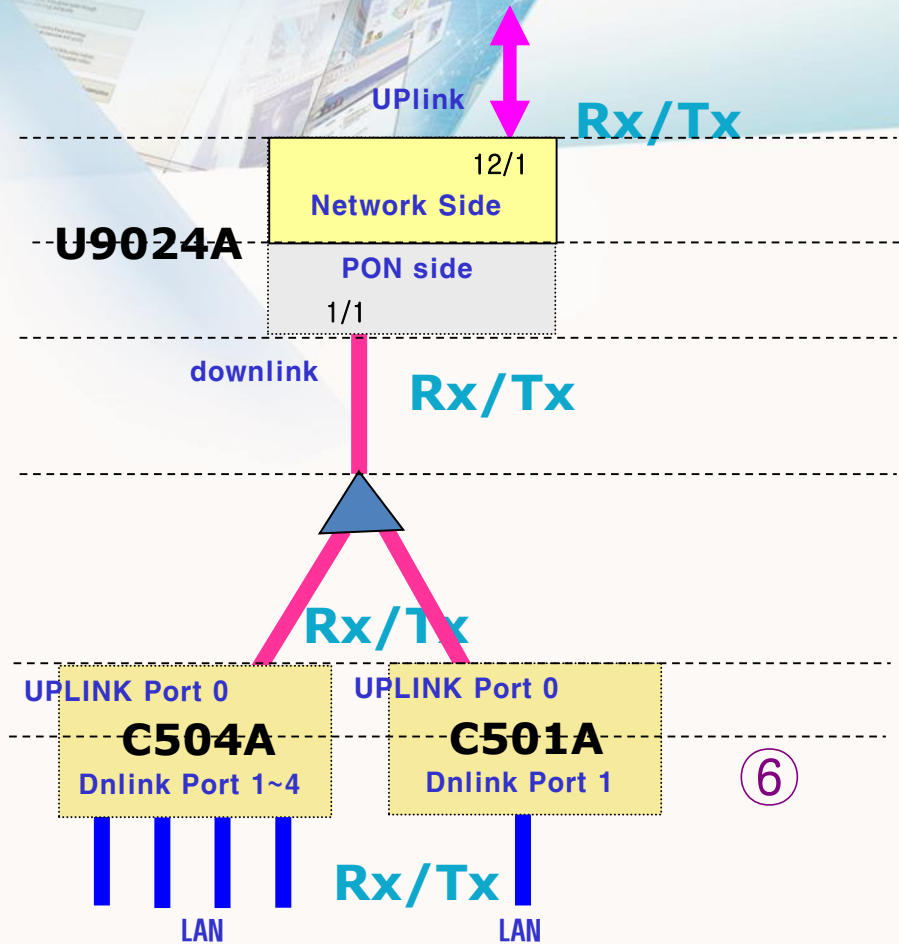 UPlink
Rx/Tx
12/1
Network Side
U9024A
PON side
1/1
downlink
Rx/Tx
Rx/Tx
UPLINK Port 0
UPLINK Port 0
C504A
C501A
Dnlink Port 1~4
Dnlink Port 1
⑥
Rx/Tx
LAN
LAN